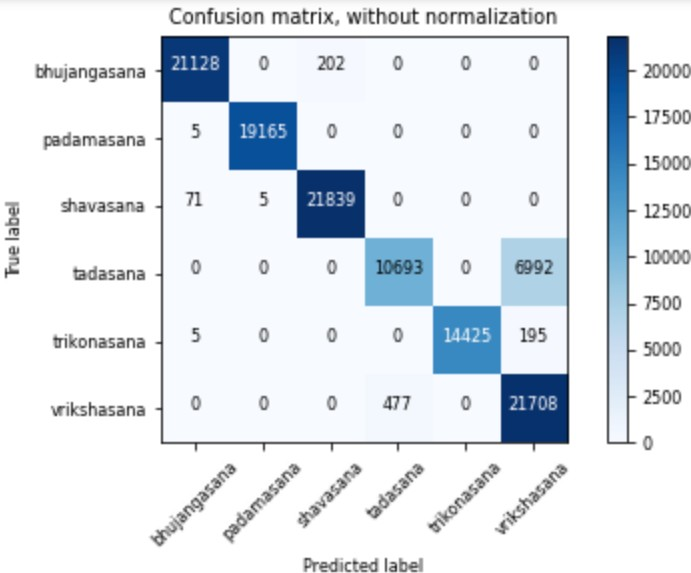 Confusion matrix, without normalization
bhujangasana 21128 0 202 0 0 0
padamasana 5 19165 0 0 0 0
shavasana 71 5 21839 0 0 0
tadasana 0 0 0 10693 0 6992
trikonasana 5 0 0 0 14425 195
vrikshasana 0 0 0 477 0 21708
True label
bhujangasana padamasana shavasana tadasana trikonasana vrikshasana
Predicted label
20000
17500
15000
12500
10000
7500
5000
2500
0